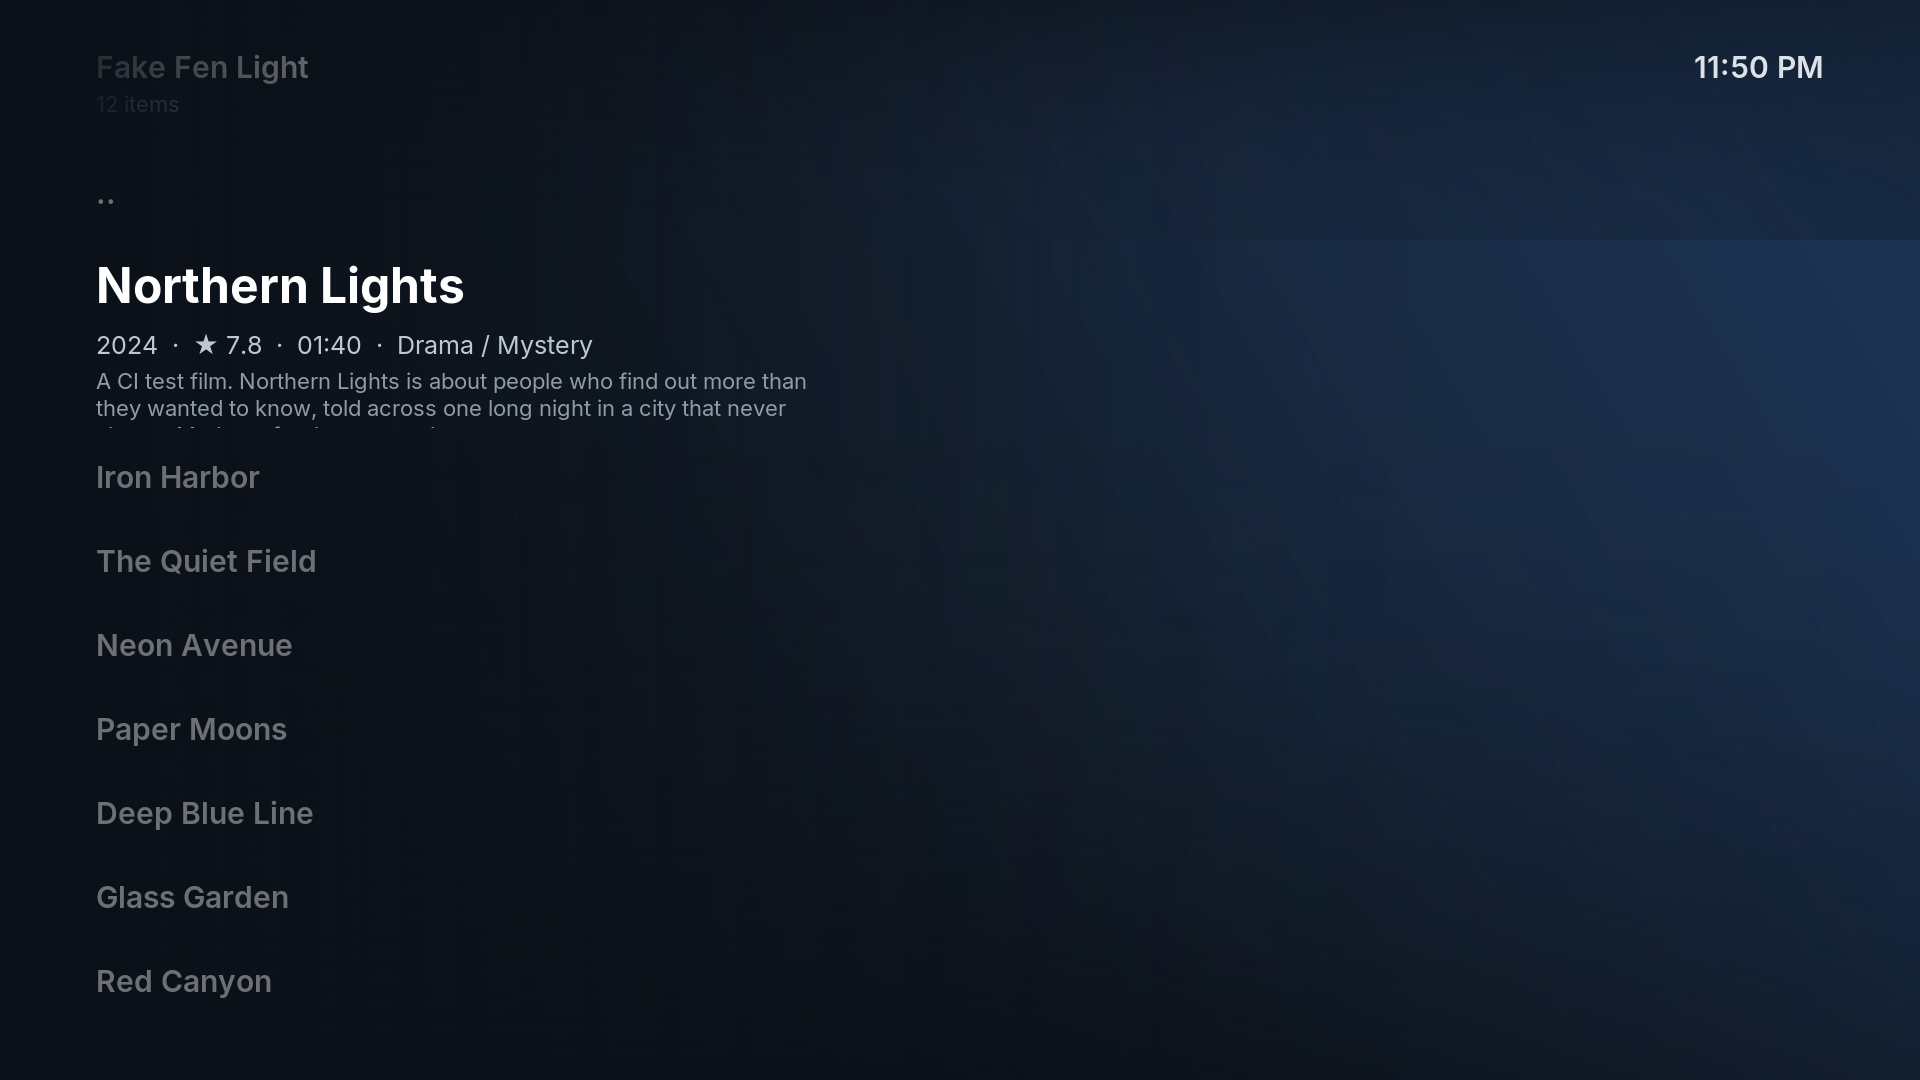 Fake Fen Light
11:50 PM
12 items
..
Northern Lights
2024 · ★ 7.8 · 01:40 · Drama / Mystery
A CI test film. Northern Lights is about people who find out more than
they wanted to know, told across one long night in a city that never
Iron Harbor
The Quiet Field
Neon Avenue
Paper Moons
Deep Blue Line
Glass Garden
Red Canyon